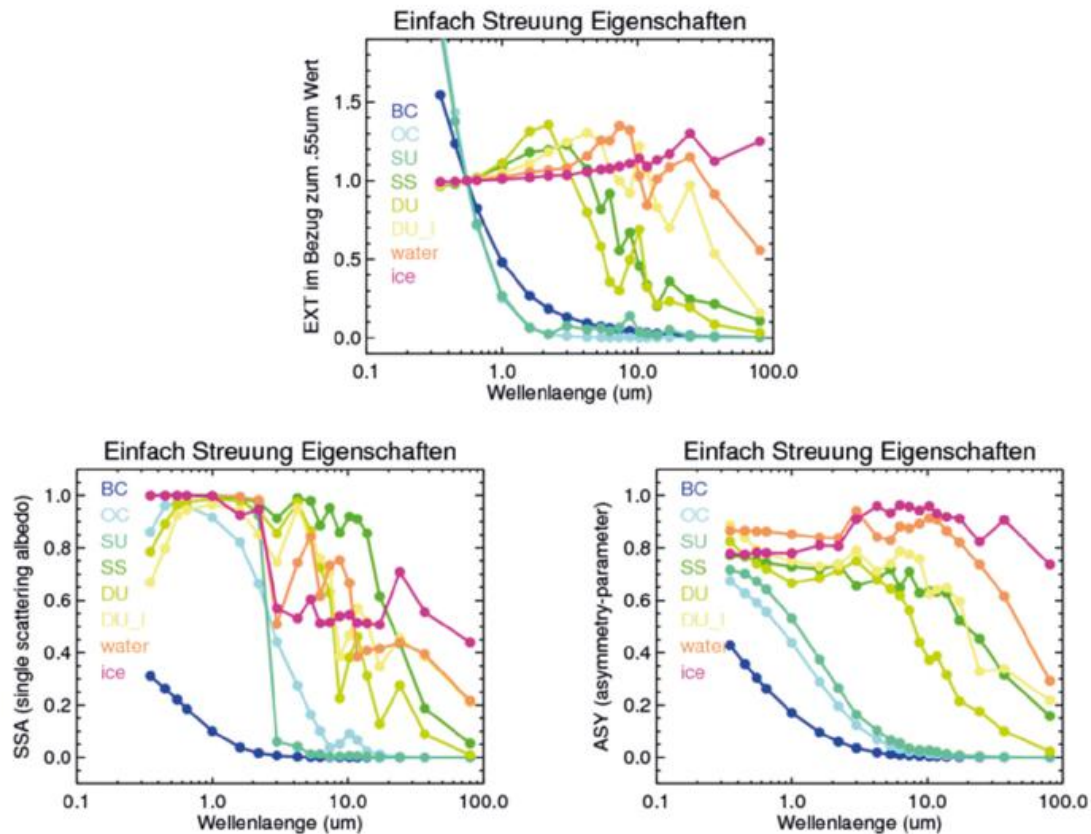 Einfach Streuung Eigenschaften
EXT im Bezug zum .55um Wert
1.5
1.0
0.5
0.0
BC
OC
SU
SS
DU
DU_I
water
ice
0.1
1.0
10.0
100.0
Wellenlaenge (um)
Einfach Streuung Eigenschaften
SSA (single scattering albedo)
1.0
0.8
0.6
0.4
0.2
0.0
BC
OC
SU
SS
DU
DU_I
water
ice
0.1
1.0
10.0
100.0
Wellenlaenge (um)
Einfach Streuung Eigenschaften
ASY (asymmetry-parameter)
1.0
0.8
0.6
0.4
0.2
0.0
BC
OC
SU
SS
DU
DU_I
water
ice
0.1
1.0
10.0
100.0
Wellenlaenge (um)